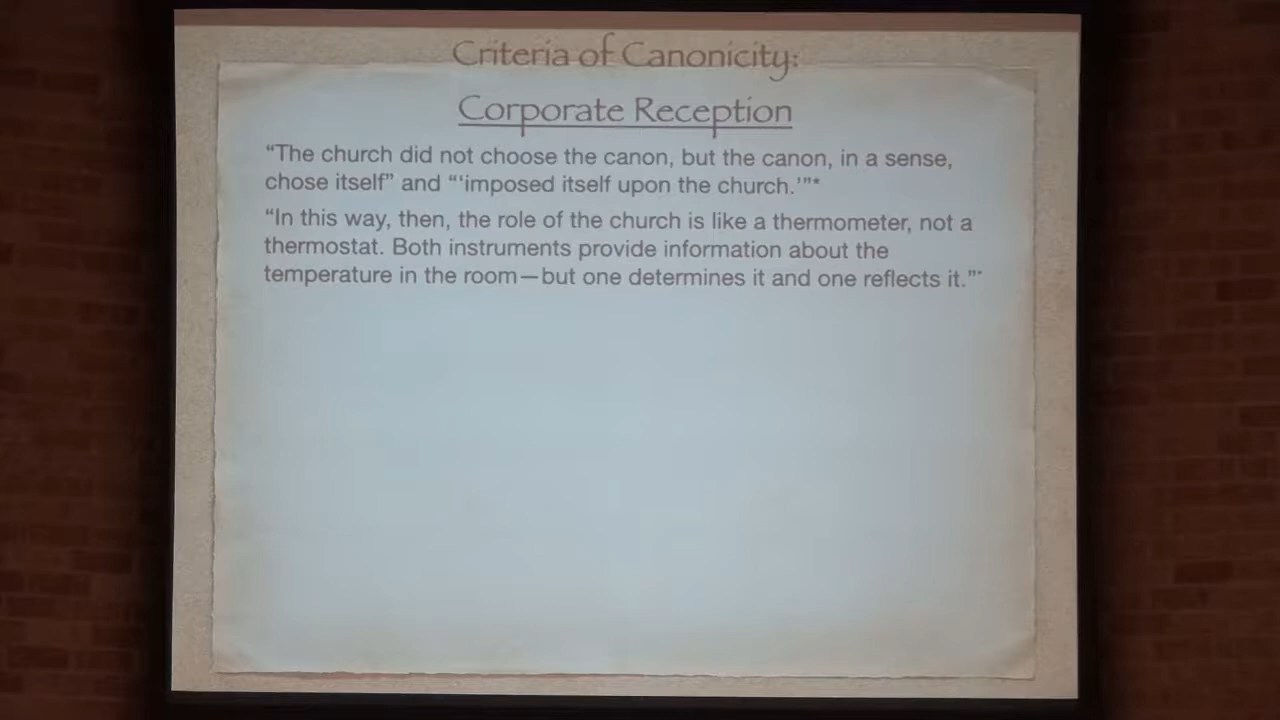 Criteria of Canonicity:
Corporate Reception
“The church did not choose the canon, but the canon, in a sense,
chose itself” and “‘imposed itself upon the church.’”*
“In this way, then, the role of the church is like a thermometer, not a
thermostat. Both instruments provide information about the
temperature in the room—but one determines it and one reflects it.”*